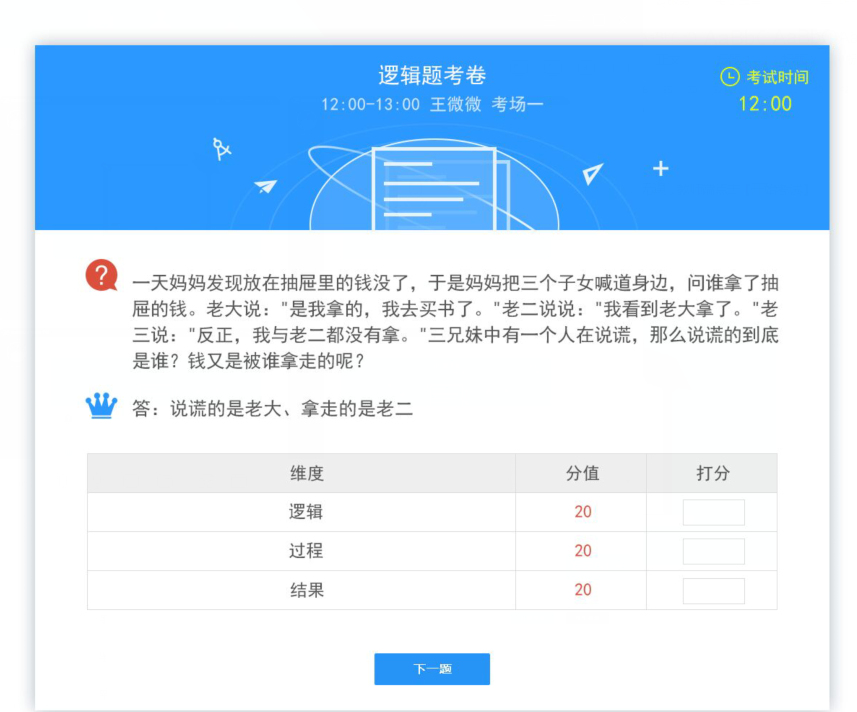 逻辑题考卷
12:00-13:00 王微微 考场一
考试时间
12:00
一天妈妈发现放在抽屉里的钱没了，于是妈妈把三个子女喊道身边，问谁拿了抽
屉的钱。老大说："是我拿的，我去买书了。"老二说说："我看到老大拿了。"老
三说："反正，我与老二都没有拿。"三兄妹中有一个人在说谎，那么说谎的到底
是谁？钱又是被谁拿走的呢？
答：说谎的是老大、拿走的是老二
维度 分值 打分
逻辑 20
过程 20
结果 20
下一题